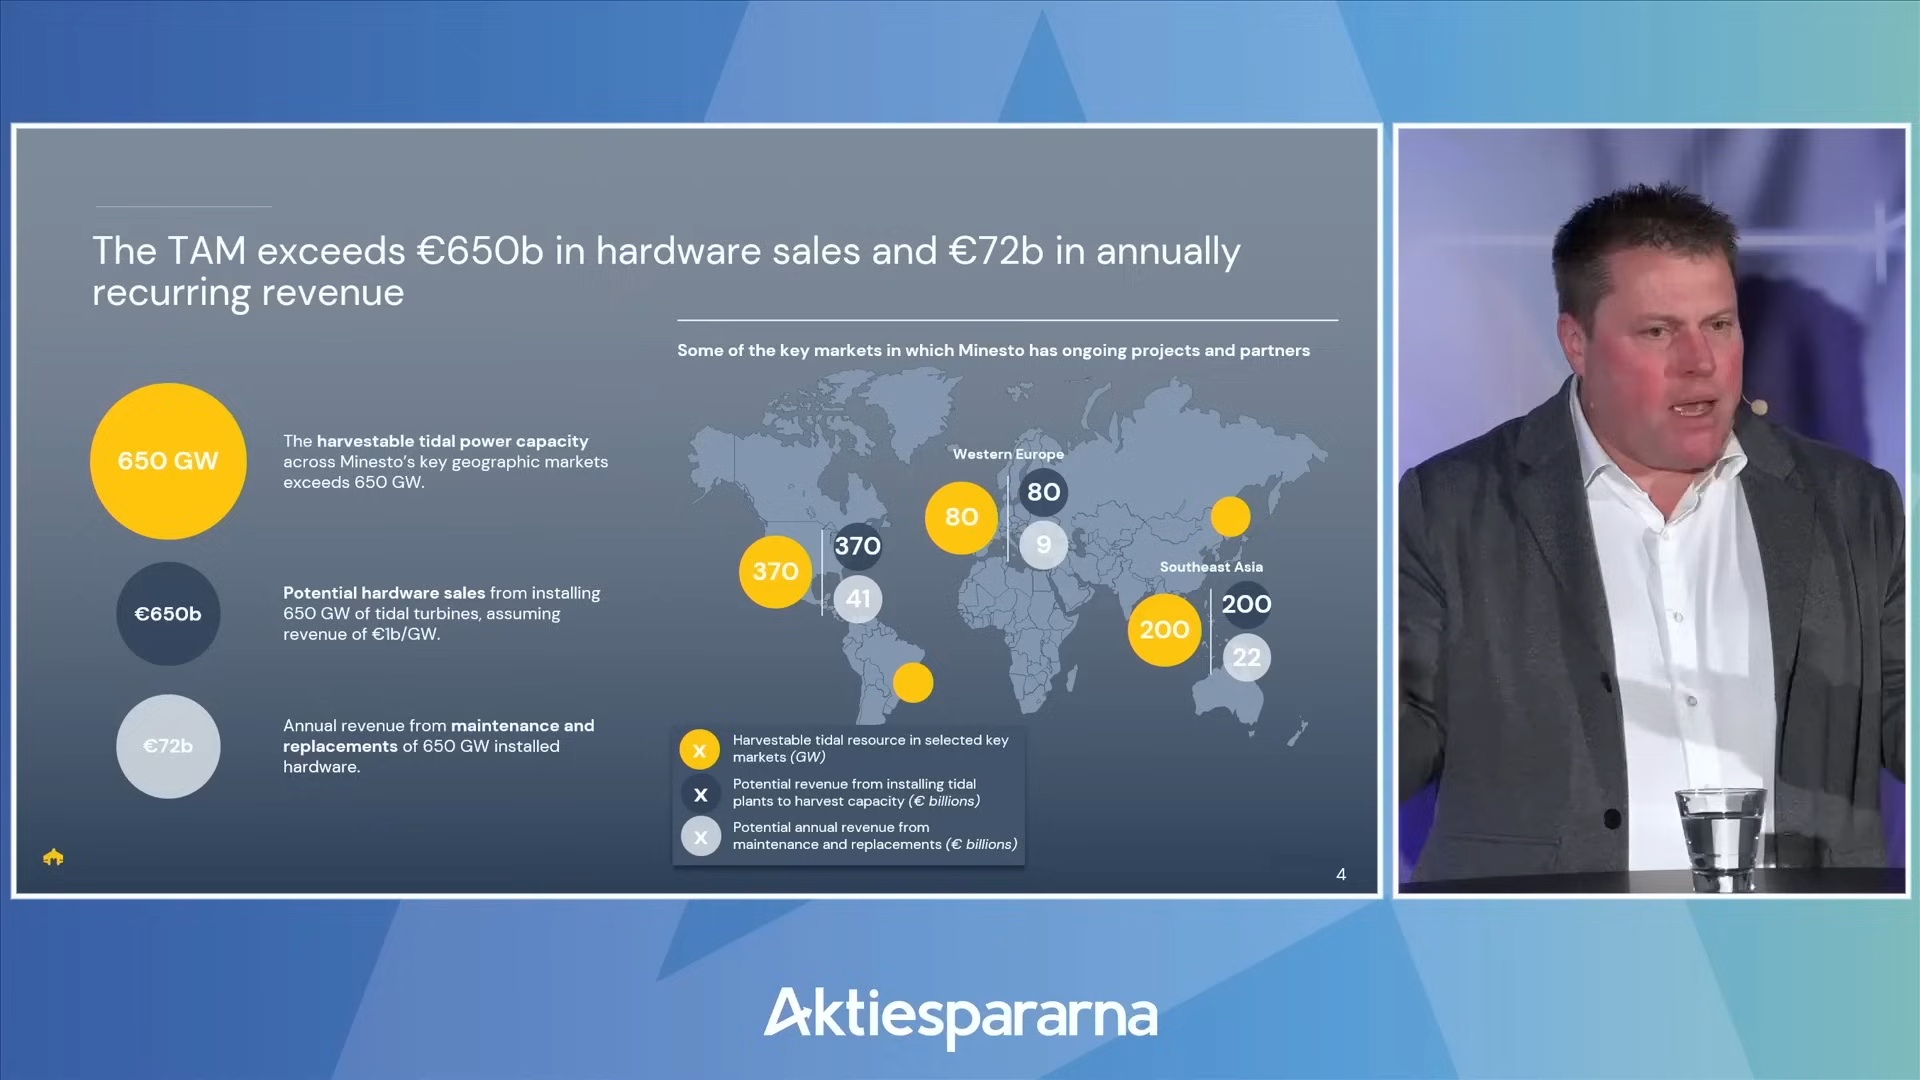 The TAM exceeds €650b in hardware sales and €72b in annually
recurring revenue
650 GW
The harvestable tidal power capacity
across Minesto's key geographic markets
exceeds 650 GW.
€650b
Potential hardware sales from installing
650 GW of tidal turbines, assuming
revenue of €1b/GW.
€72b
Annual revenue from maintenance and
replacements of 650 GW installed
hardware.
Some of the key markets in which Minesto has ongoing projects and partners
370
370
41
Western Europe
80
80
9
Southeast Asia
200
200
22
X
Harvestable tidal resource in selected key
markets (GW)
X
Potential revenue from installing tidal
plants to harvest capacity (€ billions)
X
Potential annual revenue from
maintenance and replacements (€ billions)
4
Aktiespararna